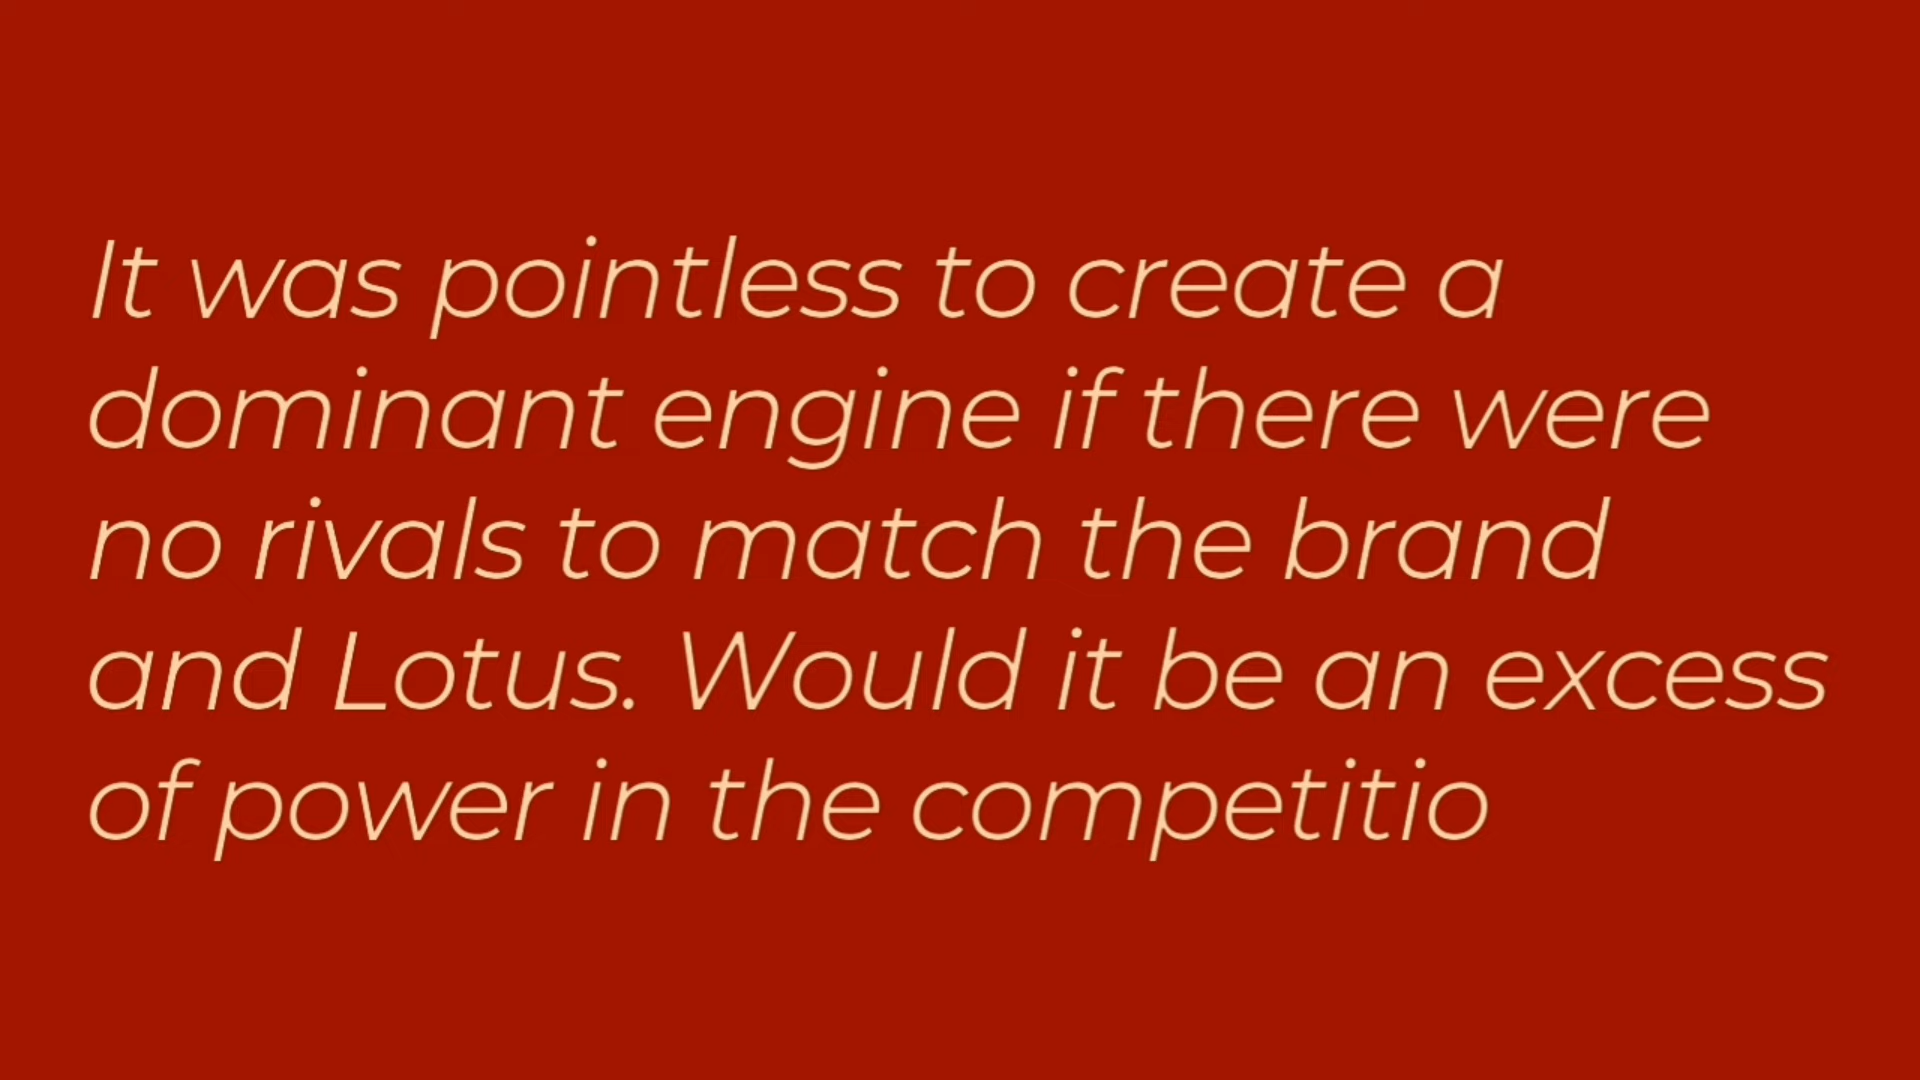 It was pointless to create a
dominant engine if there were
no rivals to match the brand
and Lotus. Would it be an excess
of power in the competitio